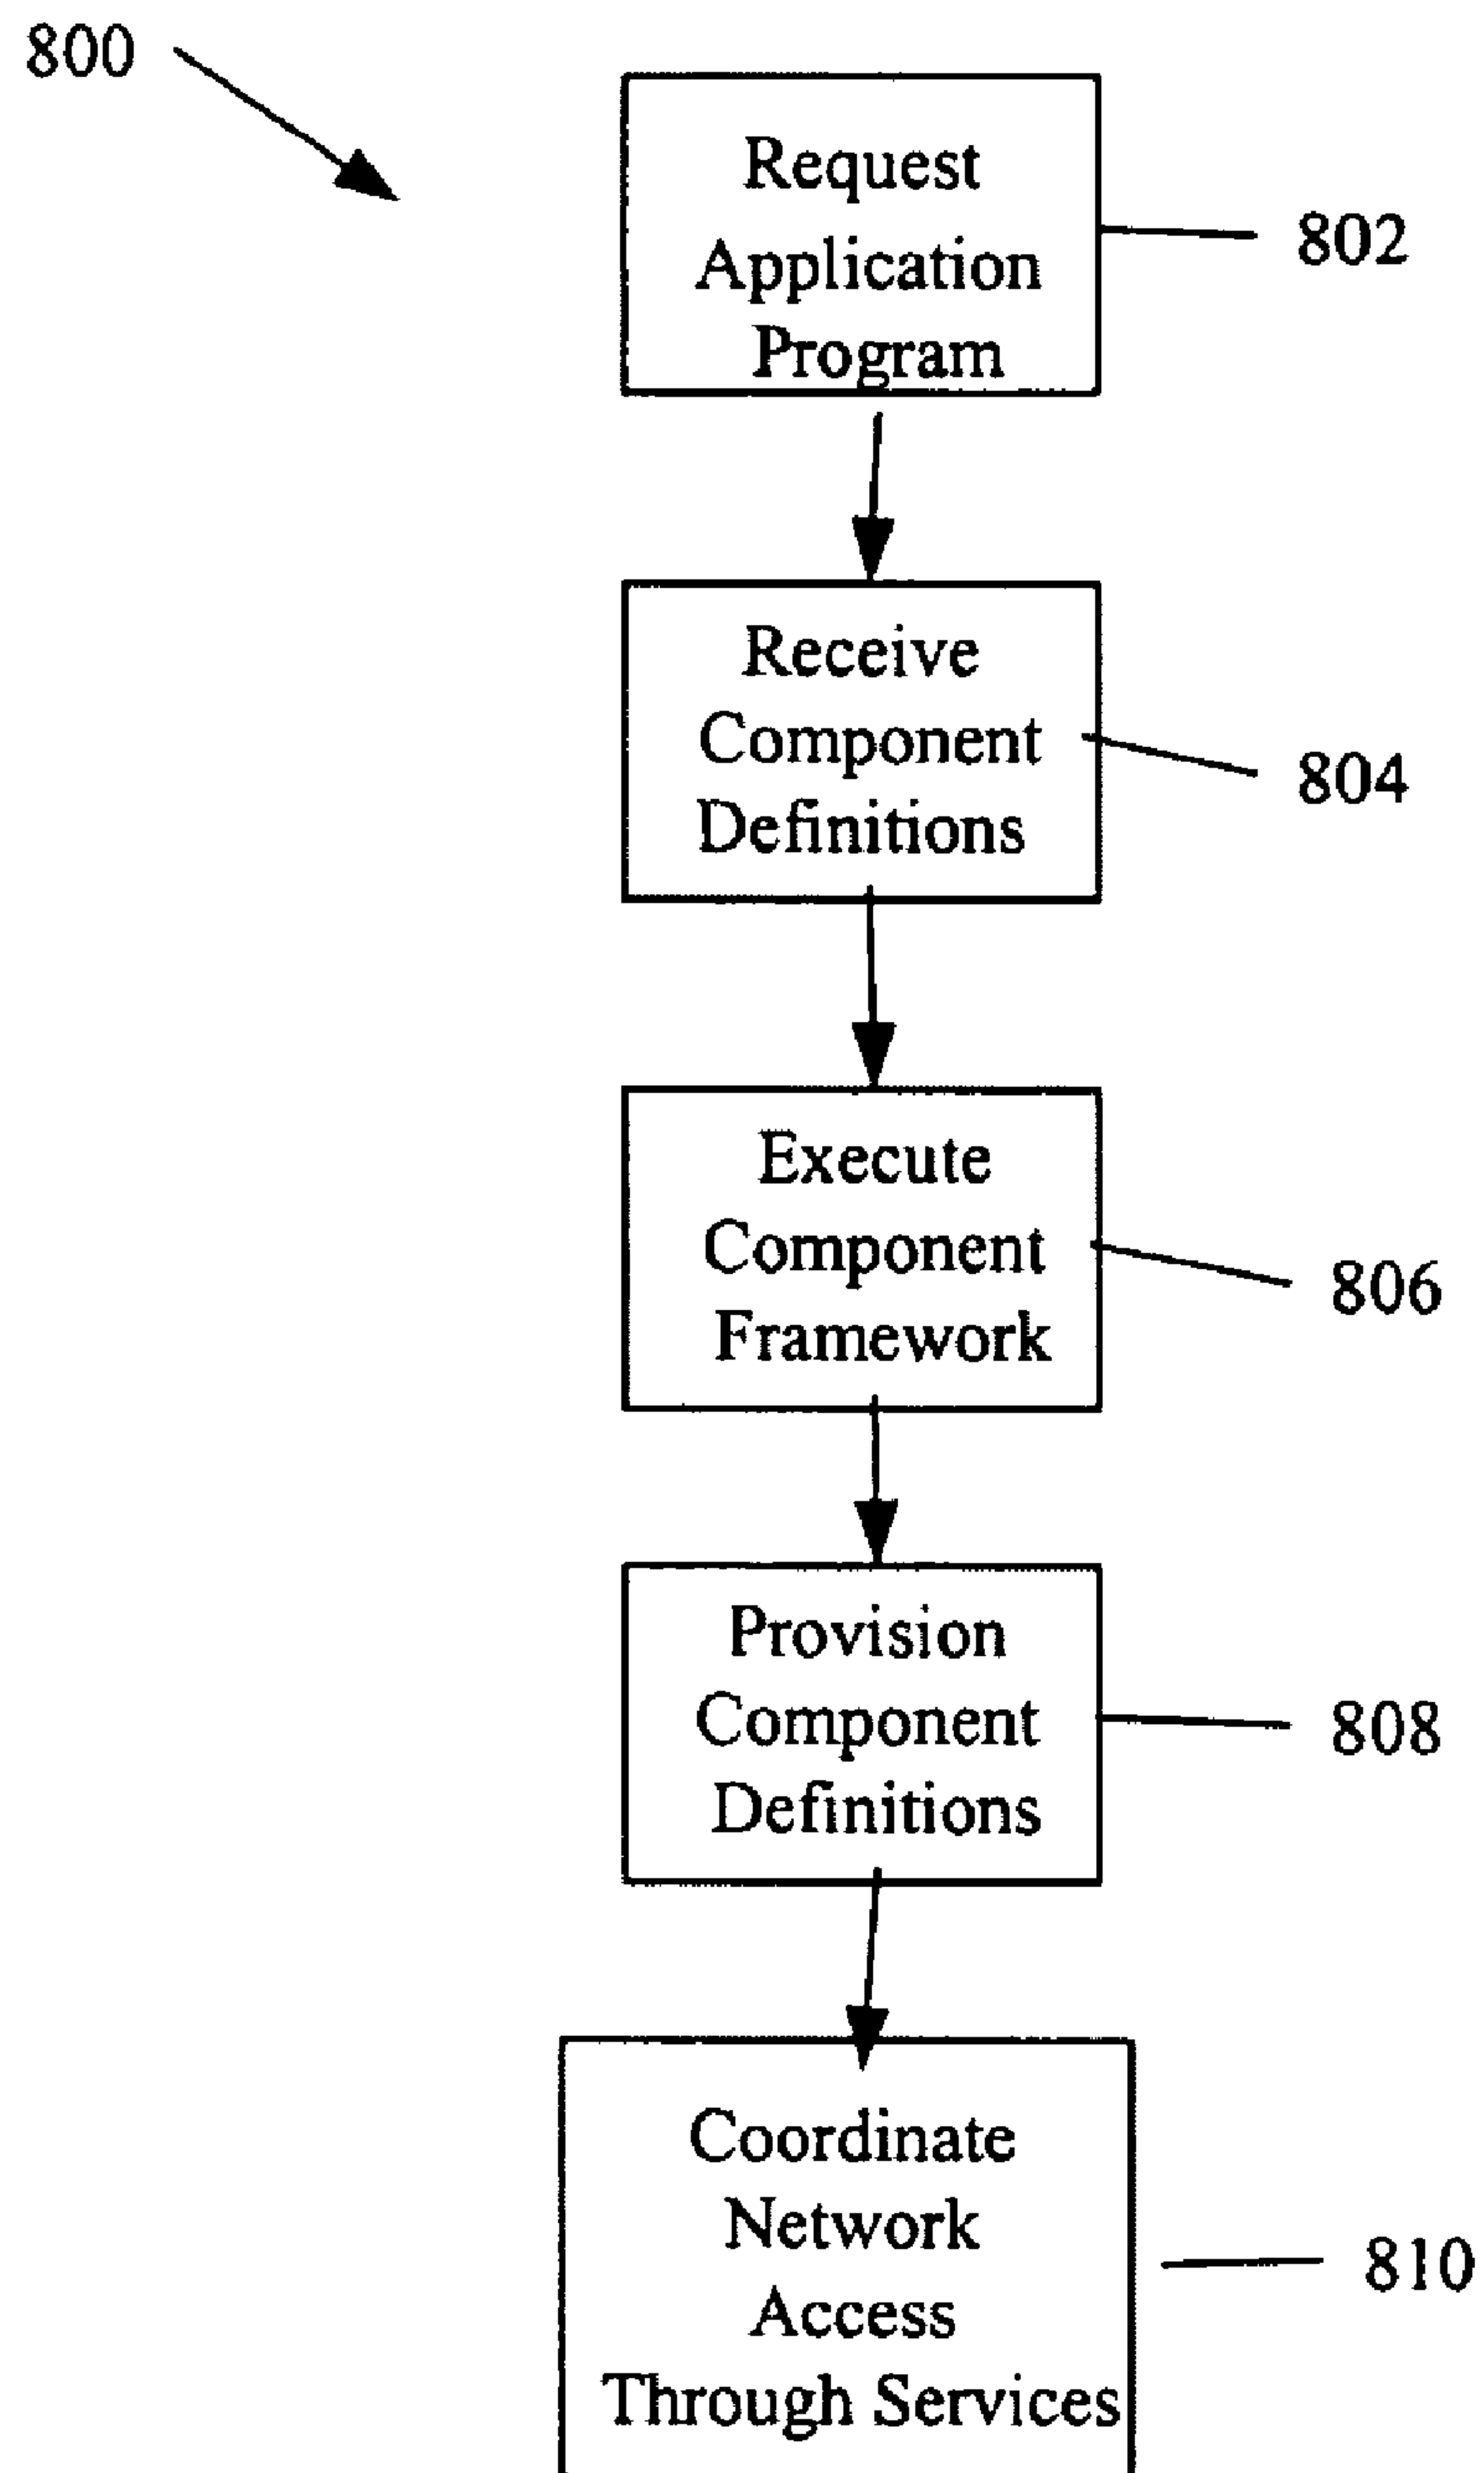 800
Request
Application
Program
802
Receive
Component
Definitions
804
Execute
Component
Framework
806
Provision
Component
Definitions
808
Coordinate
Network
Access
Through Services
810